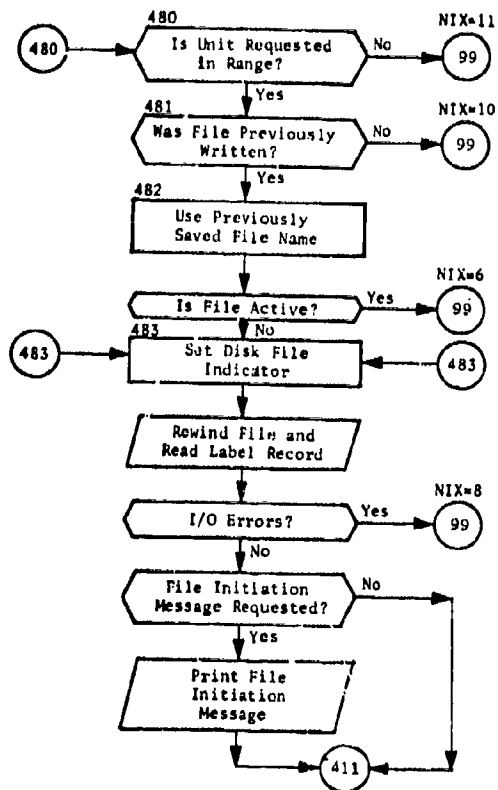 480
NIX=11
480
Is Unit Requested
in Range?
No
99
Yes
481
NIX=10
Was File Previously
Written?
No
99
Yes
482
Use Previously
Saved File Name
NIX=6
Is File Active?
Yes
99
No
483
483
Set Disk File
Indicator
483
Rewind File and
Read Label Record
NIX=8
I/O Errors?
Yes
99
No
File Initiation
Message Requested?
No
Yes
Print File
Initiation
Message
411